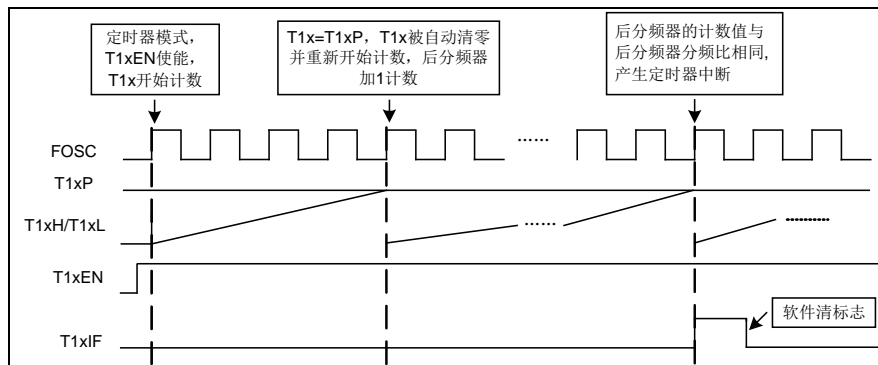 定时器模式,
T1xEN使能,
T1x开始计数
T1x=T1xP，T1x被自动清零
并重新开始计数，后分频器
加1计数
后分频器的计数值与
后分频器分频比相同,
产生定时器中断
FOSC
······
T1xP
T1xH/T1xL
······
··········
T1xEN
软件清标志
T1xIF